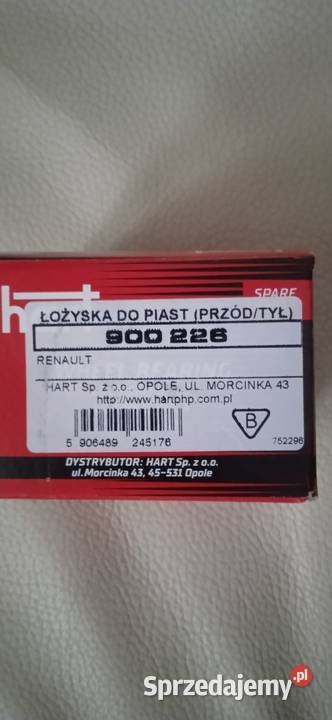 SPARE
ŁOŻYSKA DO PIAST (PRZÓD/TYŁ)
900 226
RENAULT
HART Sp. z o.o., OPOLE, UL. MORCINKA 43
http://www.hartphp.com.pl
B
5 906489 245176
752296
DYSTRYBUTOR: HART Sp. z o.o.
ul.Morcinka 43, 45-531 Opole
Sprzedajemy.pl